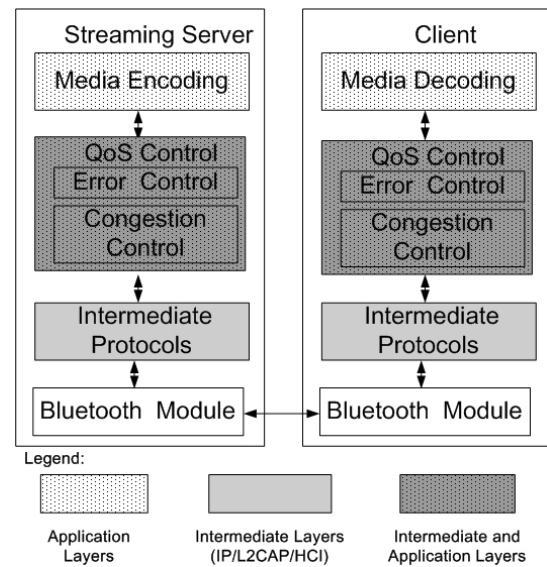 Streaming Server
Media Encoding
QoS Control
Error Control
Congestion
Control
Intermediate
Protocols
Bluetooth Module
Client
Media Decoding
QoS Control
Error Control
Congestion
Control
Intermediate
Protocols
Bluetooth Module
Legend:
Application
Layers
Intermediate Layers
(IP/L2CAP/HCI)
Intermediate and
Application Layers